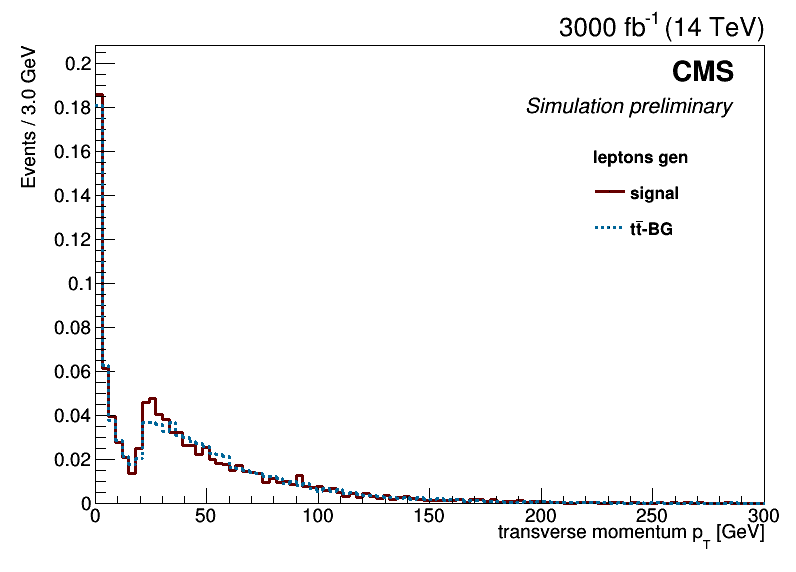 3000 fb⁻¹ (14 TeV)
CMS
Simulation preliminary
leptons gen
signal
tt̄-BG
Events / 3.0 GeV
0.2
0.18
0.16
0.14
0.12
0.1
0.08
0.06
0.04
0.02
0
0 50 100 150 200 250 300
transverse momentum p_T [GeV]